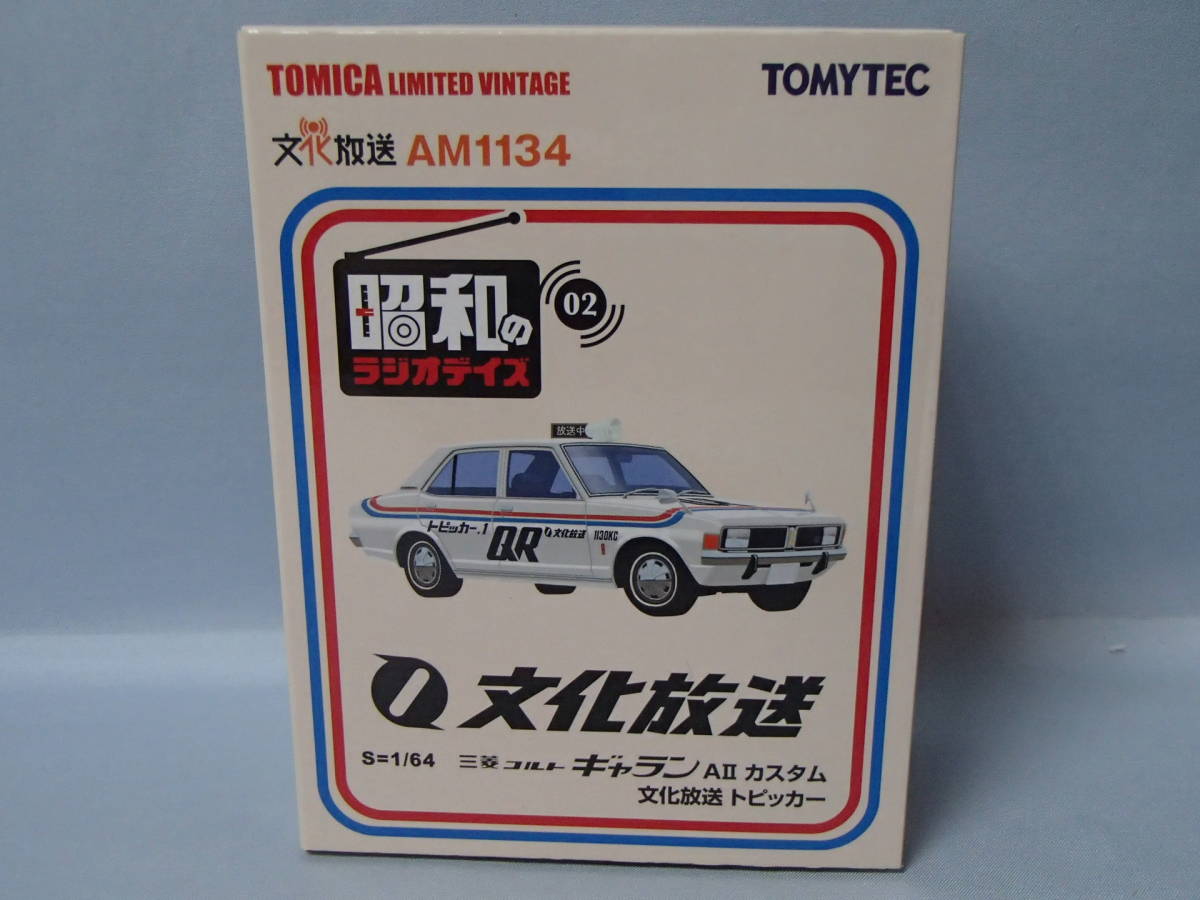 TOMICA LIMITED VINTAGE
TOMYTEC
文化放送 AM1134
昭和の
ラジオデイズ
02
放送中
トピッカー.1
QR
文化放送
1130KC
文化放送
S=1/64 三菱 コルト ギャラン AII カスタム
文化放送 トピッカー